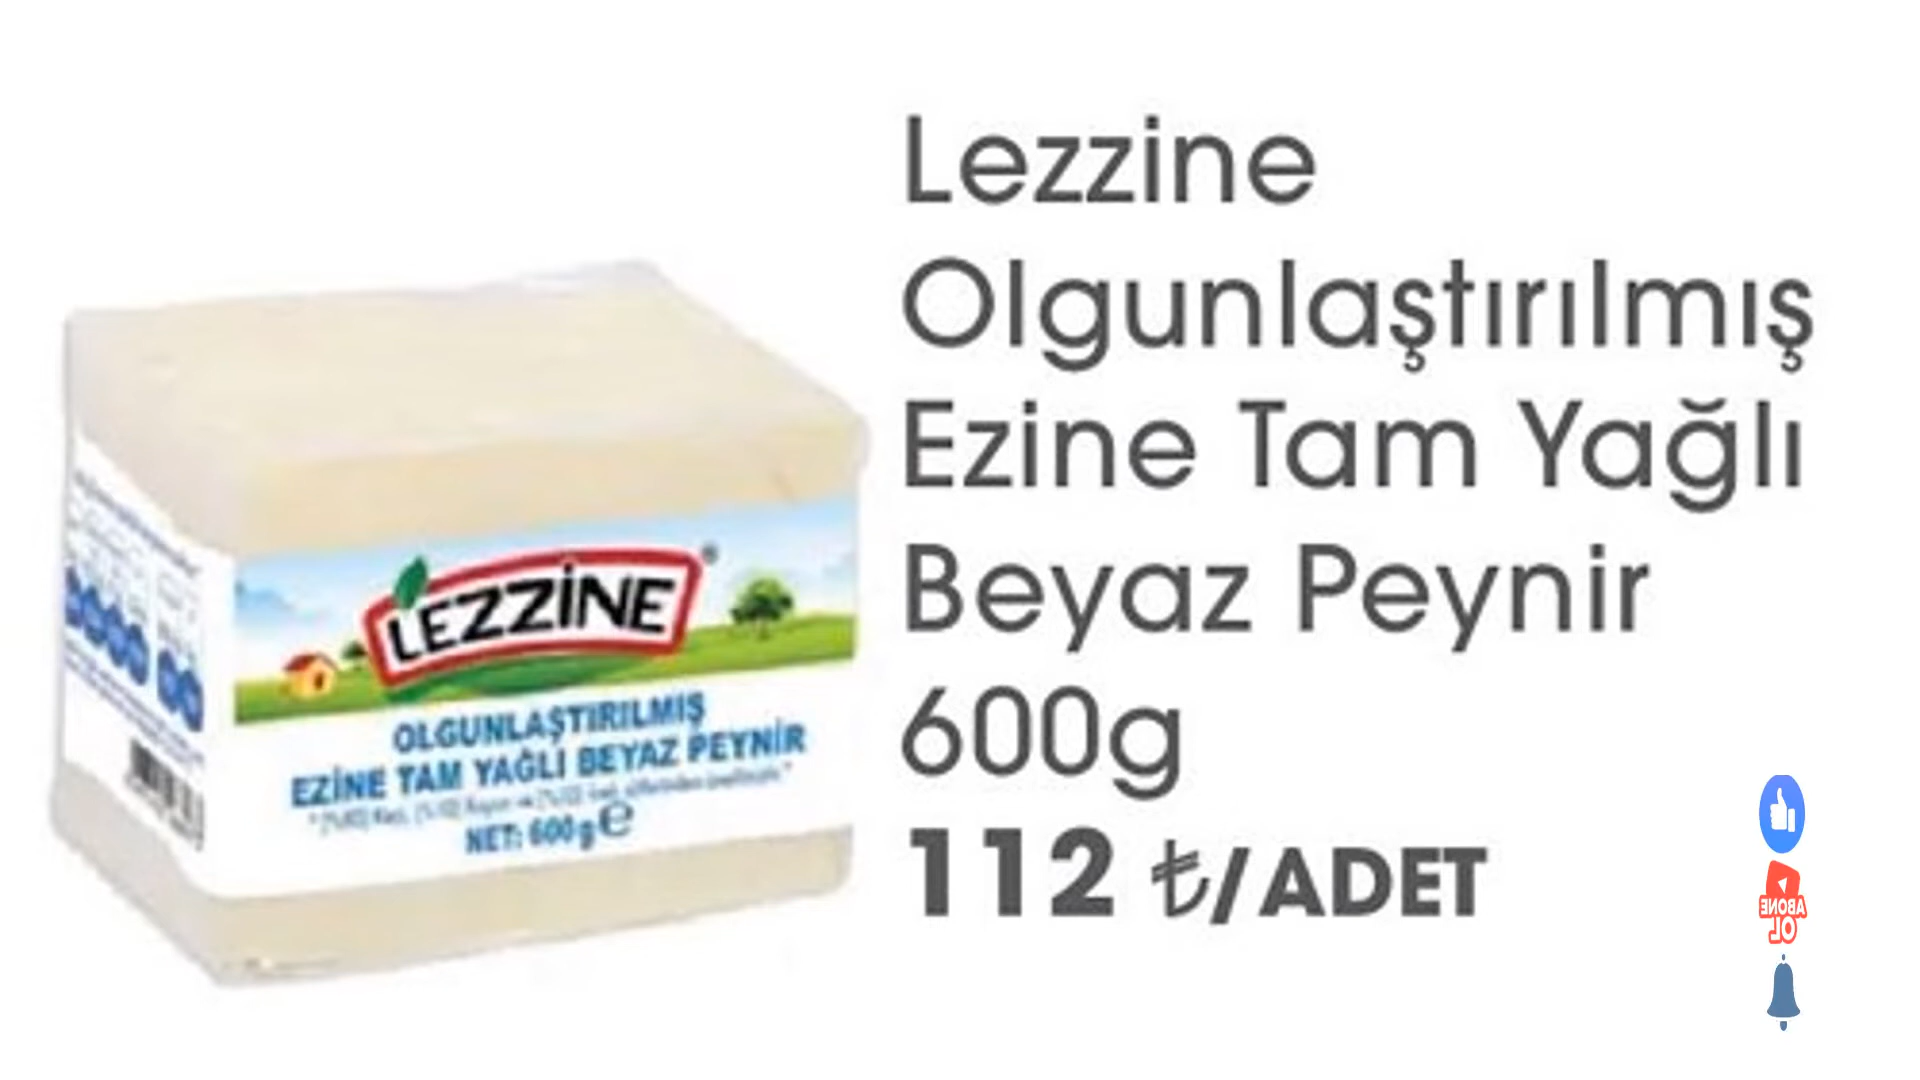 Lezzine
Olgunlaştırılmış
Ezine Tam Yağlı
Beyaz Peynir
600g
112 ₺/ADET
LEZZİNE
OLGUNLAŞTIRILMIŞ
EZİNE TAM YAĞLI BEYAZ PEYNİR
NET: 600g e
ABONE
OL